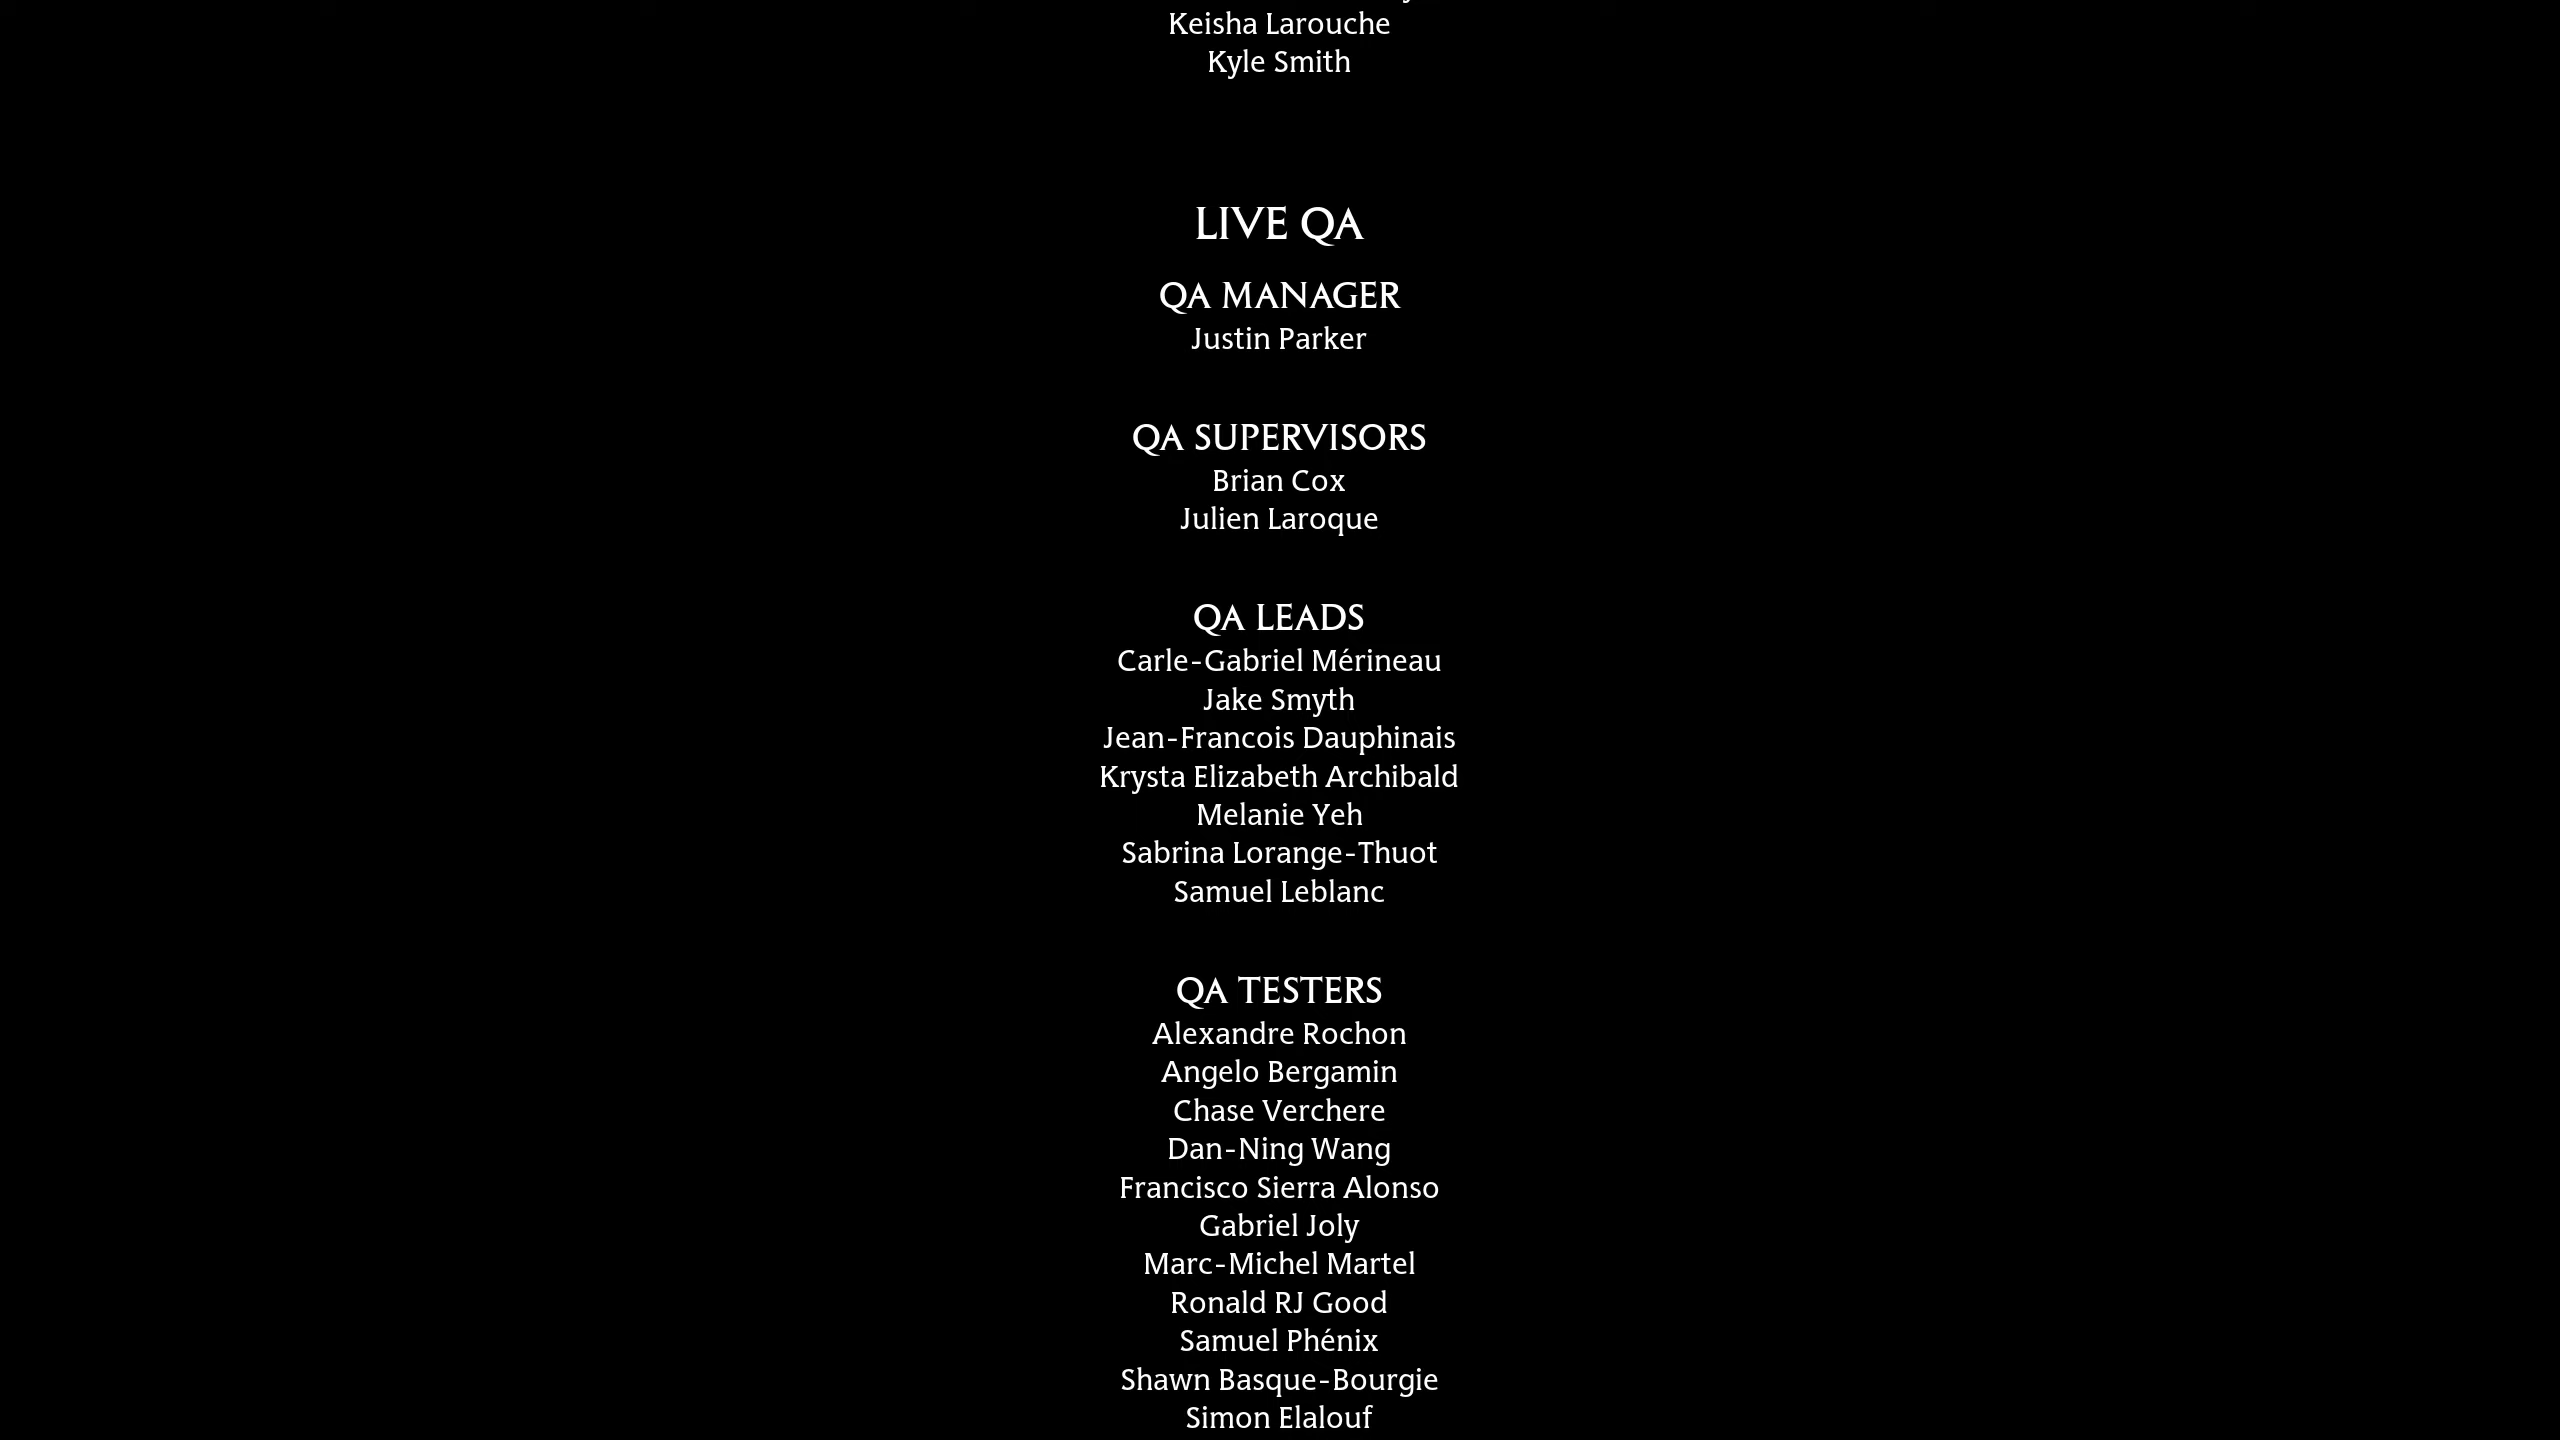 Keisha Larouche
Kyle Smith
LIVE QA
QA MANAGER
Justin Parker
QA SUPERVISORS
Brian Cox
Julien Laroque
QA LEADS
Carle-Gabriel Mérineau
Jake Smyth
Jean-Francois Dauphinais
Krysta Elizabeth Archibald
Melanie Yeh
Sabrina Lorange-Thuot
Samuel Leblanc
QA TESTERS
Alexandre Rochon
Angelo Bergamin
Chase Verchere
Dan-Ning Wang
Francisco Sierra Alonso
Gabriel Joly
Marc-Michel Martel
Ronald RJ Good
Samuel Phénix
Shawn Basque-Bourgie
Simon Elalouf